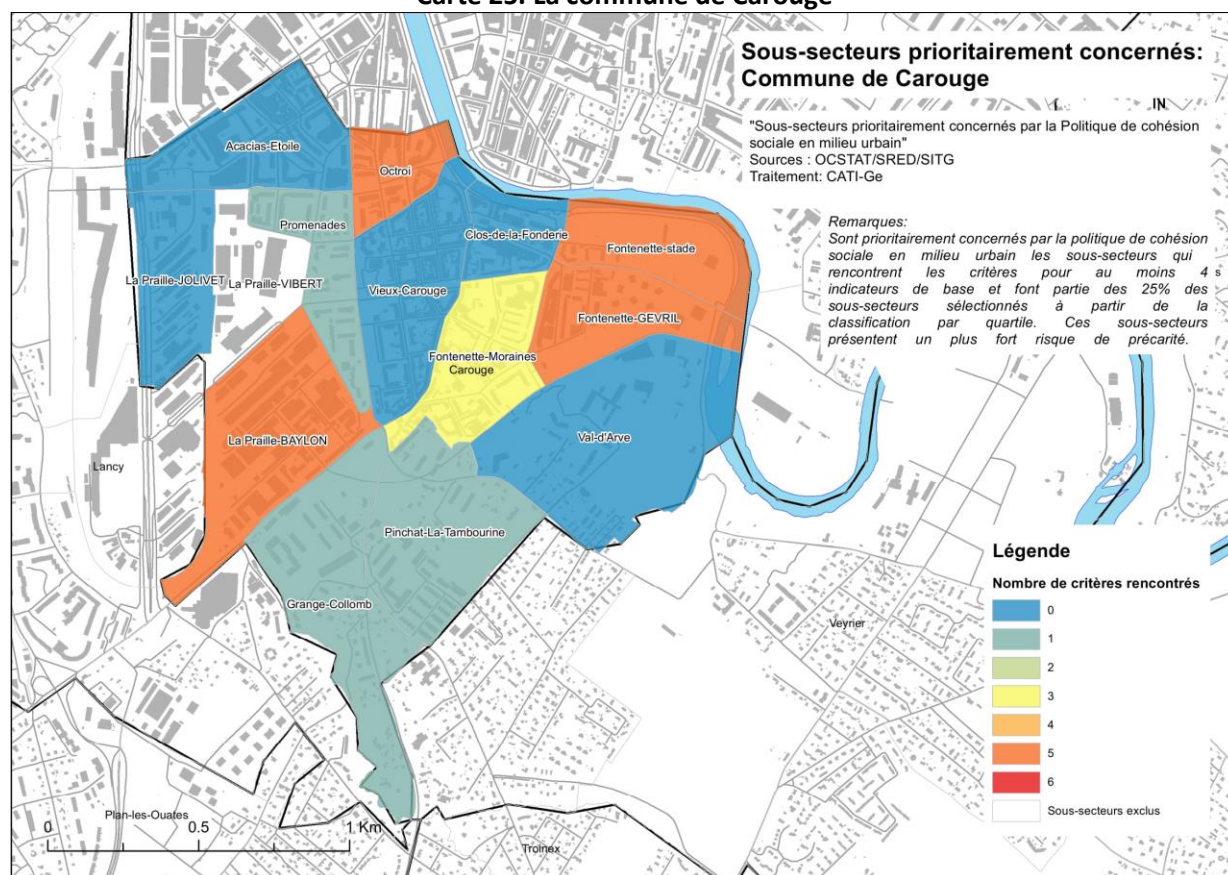 Carte 25: La commune de Carouge
Sous-secteurs prioritairement concernés:
Commune de Carouge
IN
"Sous-secteurs prioritairement concernés par la Politique de cohésion
sociale en milieu urbain"
Sources : OCSTAT/SRED/SITG
Traitement: CATI-Ge
Remarques:
Sont prioritairement concernés par la politique de cohésion
sociale en milieu urbain les sous-secteurs qui
rencontrent les critères pour au moins 4 s
indicateurs de base et font partie des 25% des
sous-secteurs sélectionnés à partir de la
classification par quartile. Ces sous-secteurs
présentent un plus fort risque de précarité.
Acacias-Etoile
Octroi
Promenades
Clos-de-la-Fonderie
Fontenette-stade
La Praille-JOLIVET
La Praille-VIBERT
Vieux-Carouge
Fontenette-GEVRIL
Fontenette-Moraines
Carouge
La Praille-BAYLON
Val-d'Arve
Lancy
Pinchat-La-Tambourine
Grange-Collomb
Veyrier
Plan-les-Ouates
Troinex
0 0.5 1 Km
Légende
Nombre de critères rencontrés
0
1
2
3
4
5
6
Sous-secteurs exclus